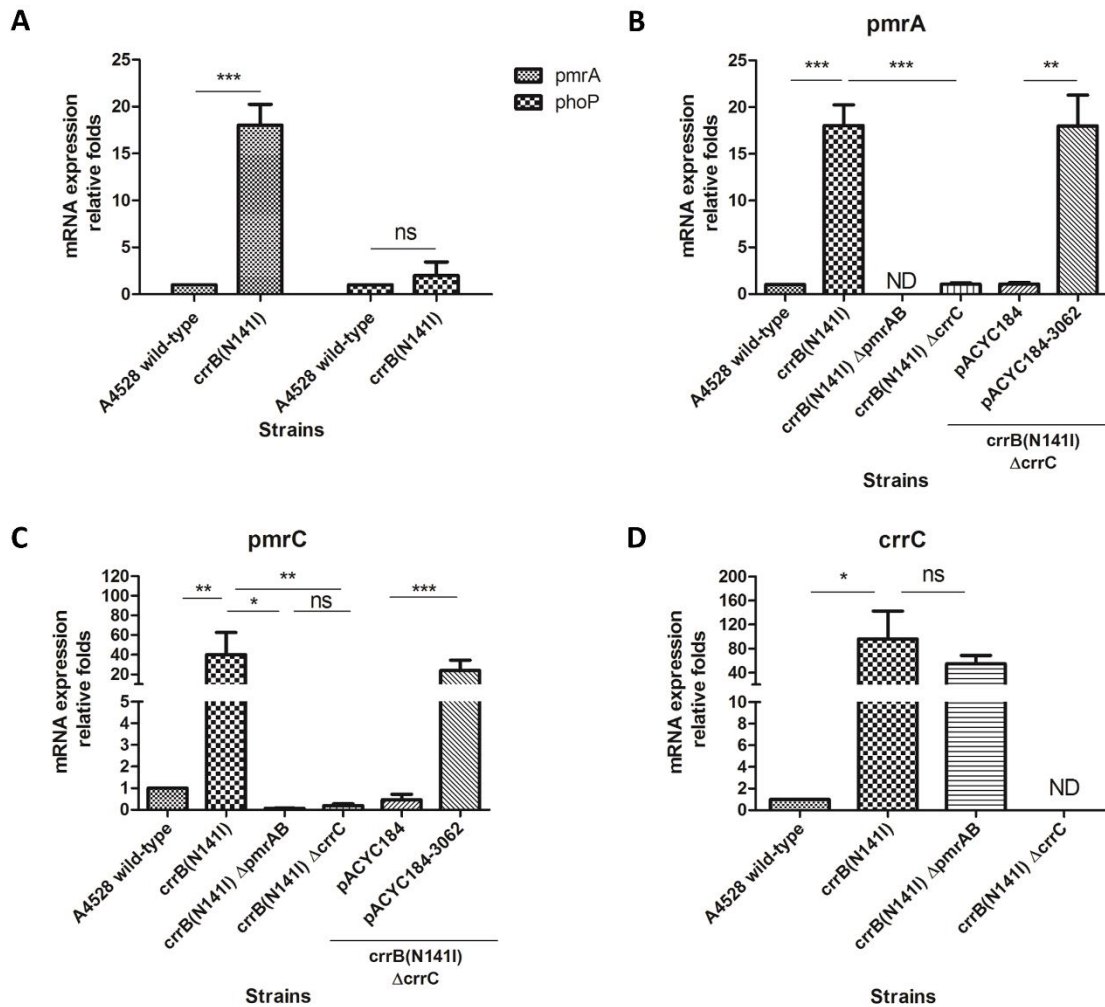 A
mRNA expression
relative folds
25
20
15
10
5
0
***
ns
pmrA
phoP
A4528 wild-type
crrB(N141I)
A4528 wild-type
crrB(N141I)
Strains
B
pmrA
mRNA expression
relative folds
25
20
15
10
5
0
***
***
**
ND
A4528 wild-type
crrB(N141I)
crrB(N141I) ΔpmrAB
crrB(N141I) ΔcrrC
pACYC184
pACYC184-3062
crrB(N141I)
ΔcrrC
Strains
C
pmrC
mRNA expression
relative folds
120
100
80
60
40
20
5
4
3
2
1
0
**
**
*
ns
***
A4528 wild-type
crrB(N141I)
crrB(N141I) ΔpmrAB
crrB(N141I) ΔcrrC
pACYC184
pACYC184-3062
crrB(N141I)
ΔcrrC
Strains
D
crrC
mRNA expression
relative folds
200
160
120
80
40
10
8
6
4
2
0
*
ns
ND
A4528 wild-type
crrB(N141I)
crrB(N141I) ΔpmrAB
crrB(N141I) ΔcrrC
Strains